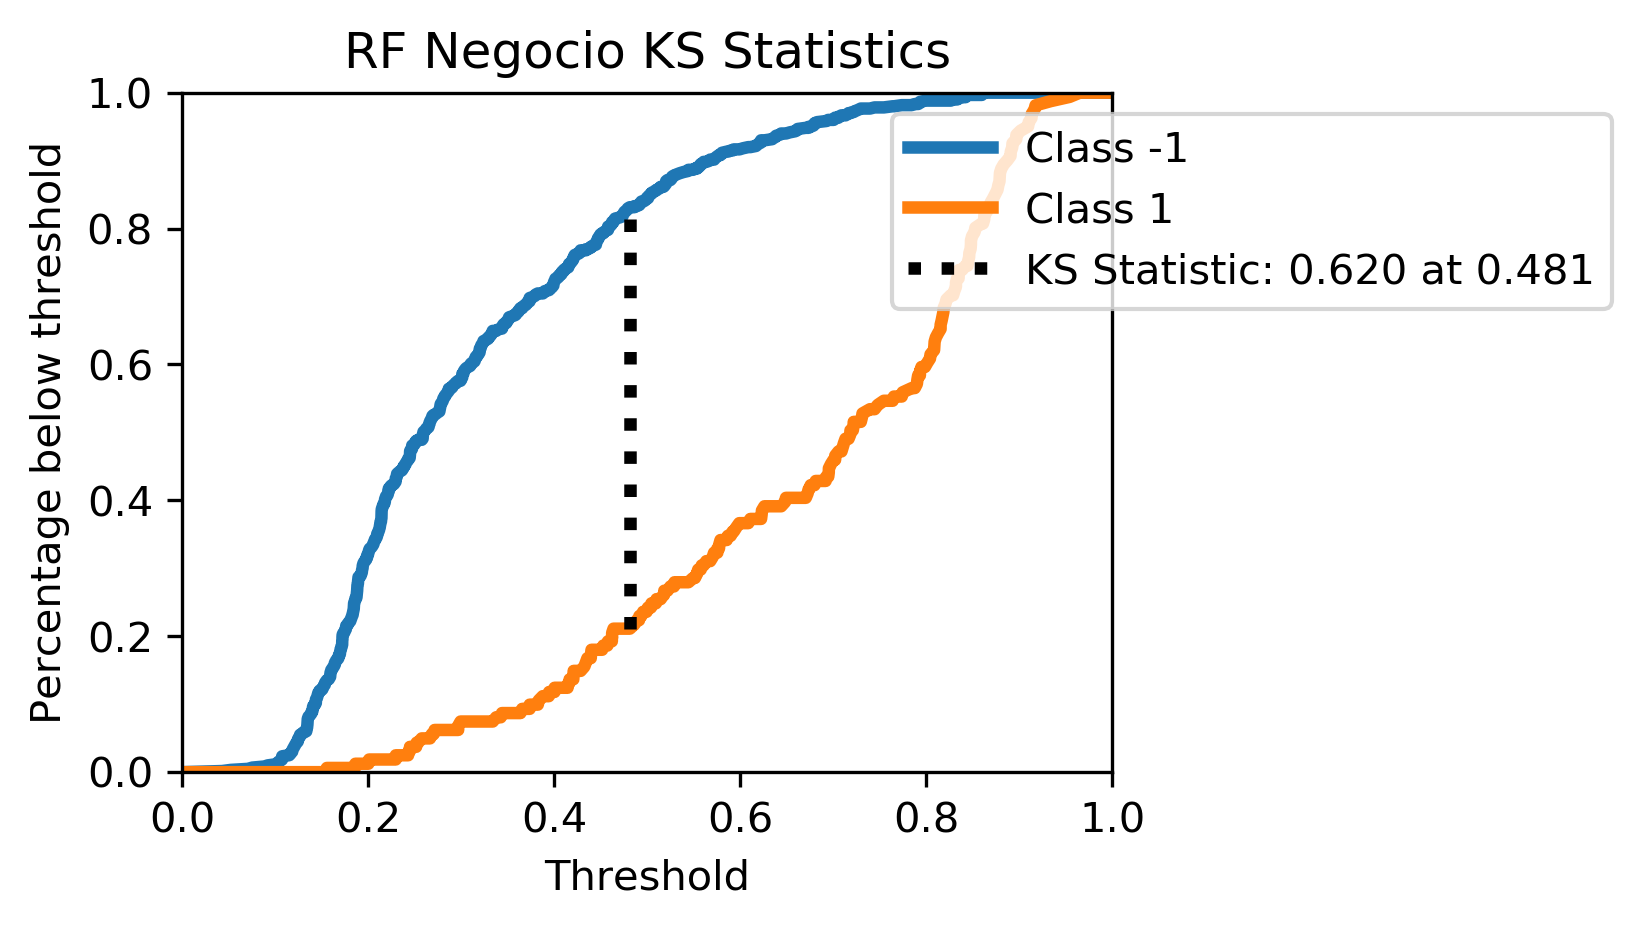 RF Negocio KS Statistics
1.0
0.8
0.6
0.4
0.2
0.0
Percentage below threshold
Class -1
Class 1
KS Statistic: 0.620 at 0.481
0.0 0.2 0.4 0.6 0.8 1.0
Threshold